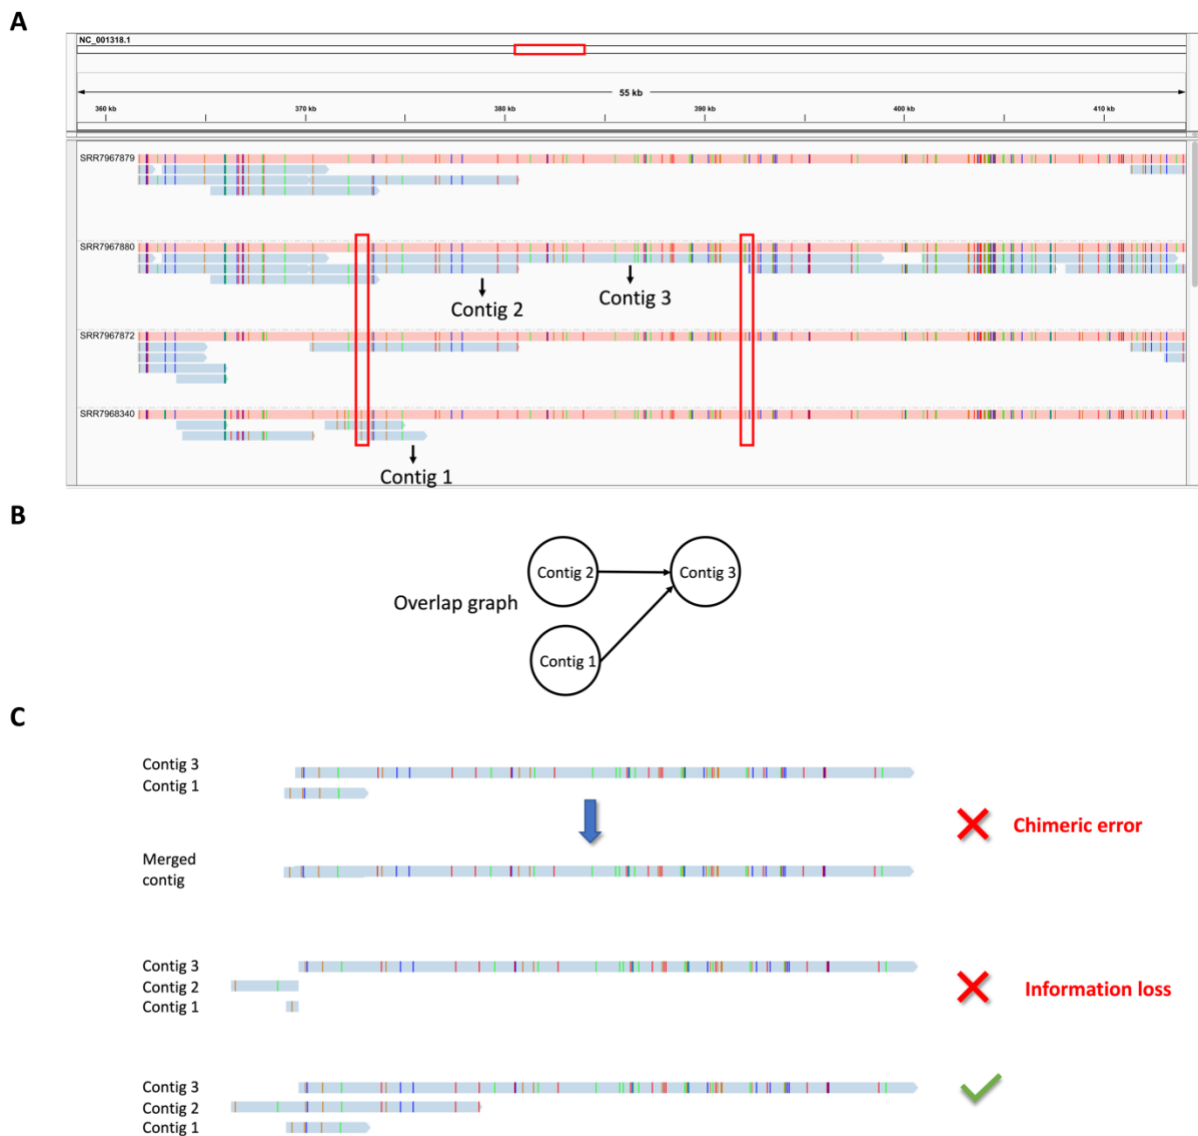 A
NC_001318.1
55 kb
360 kb 370 kb 380 kb 390 kb 400 kb 410 kb
SRR7967879
SRR7967880
Contig 2
Contig 3
SRR7967872
SRR7968340
Contig 1
B
Contig 2
Contig 3
Overlap graph
Contig 1
C
Contig 3
Contig 1
Chimeric error
Merged
contig
Contig 3
Contig 2
Information loss
Contig 1
Contig 3
Contig 2
Contig 1